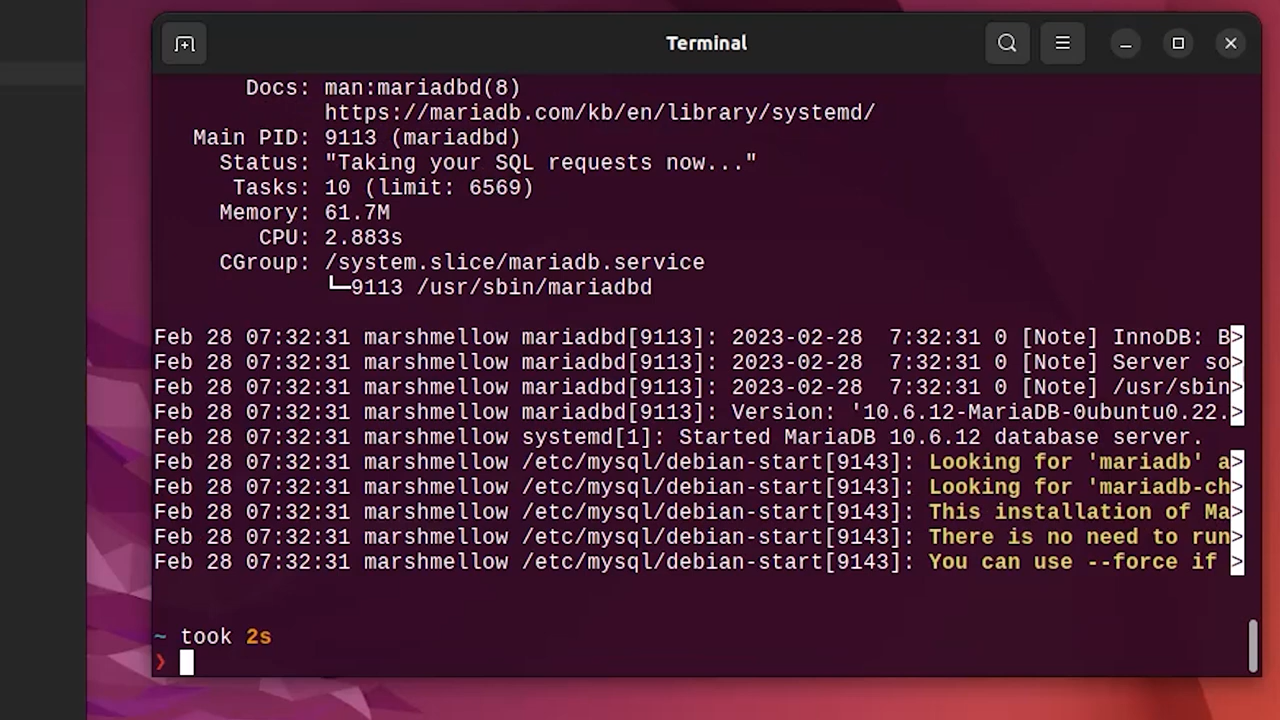 Terminal
Docs: man:mariadbd(8)
https://mariadb.com/kb/en/library/systemd/
Main PID: 9113 (mariadbd)
Status: "Taking your SQL requests now..."
Tasks: 10 (limit: 6569)
Memory: 61.7M
CPU: 2.883s
CGroup: /system.slice/mariadb.service
└─9113 /usr/sbin/mariadbd
Feb 28 07:32:31 marshmellow mariadbd[9113]: 2023-02-28  7:32:31 0 [Note] InnoDB: B>
Feb 28 07:32:31 marshmellow mariadbd[9113]: 2023-02-28  7:32:31 0 [Note] Server so>
Feb 28 07:32:31 marshmellow mariadbd[9113]: 2023-02-28  7:32:31 0 [Note] /usr/sbin>
Feb 28 07:32:31 marshmellow mariadbd[9113]: Version: '10.6.12-MariaDB-0ubuntu0.22.>
Feb 28 07:32:31 marshmellow systemd[1]: Started MariaDB 10.6.12 database server.
Feb 28 07:32:31 marshmellow /etc/mysql/debian-start[9143]: Looking for 'mariadb' a>
Feb 28 07:32:31 marshmellow /etc/mysql/debian-start[9143]: Looking for 'mariadb-ch>
Feb 28 07:32:31 marshmellow /etc/mysql/debian-start[9143]: This installation of Ma>
Feb 28 07:32:31 marshmellow /etc/mysql/debian-start[9143]: There is no need to run>
Feb 28 07:32:31 marshmellow /etc/mysql/debian-start[9143]: You can use --force if >
~ took 2s
❯